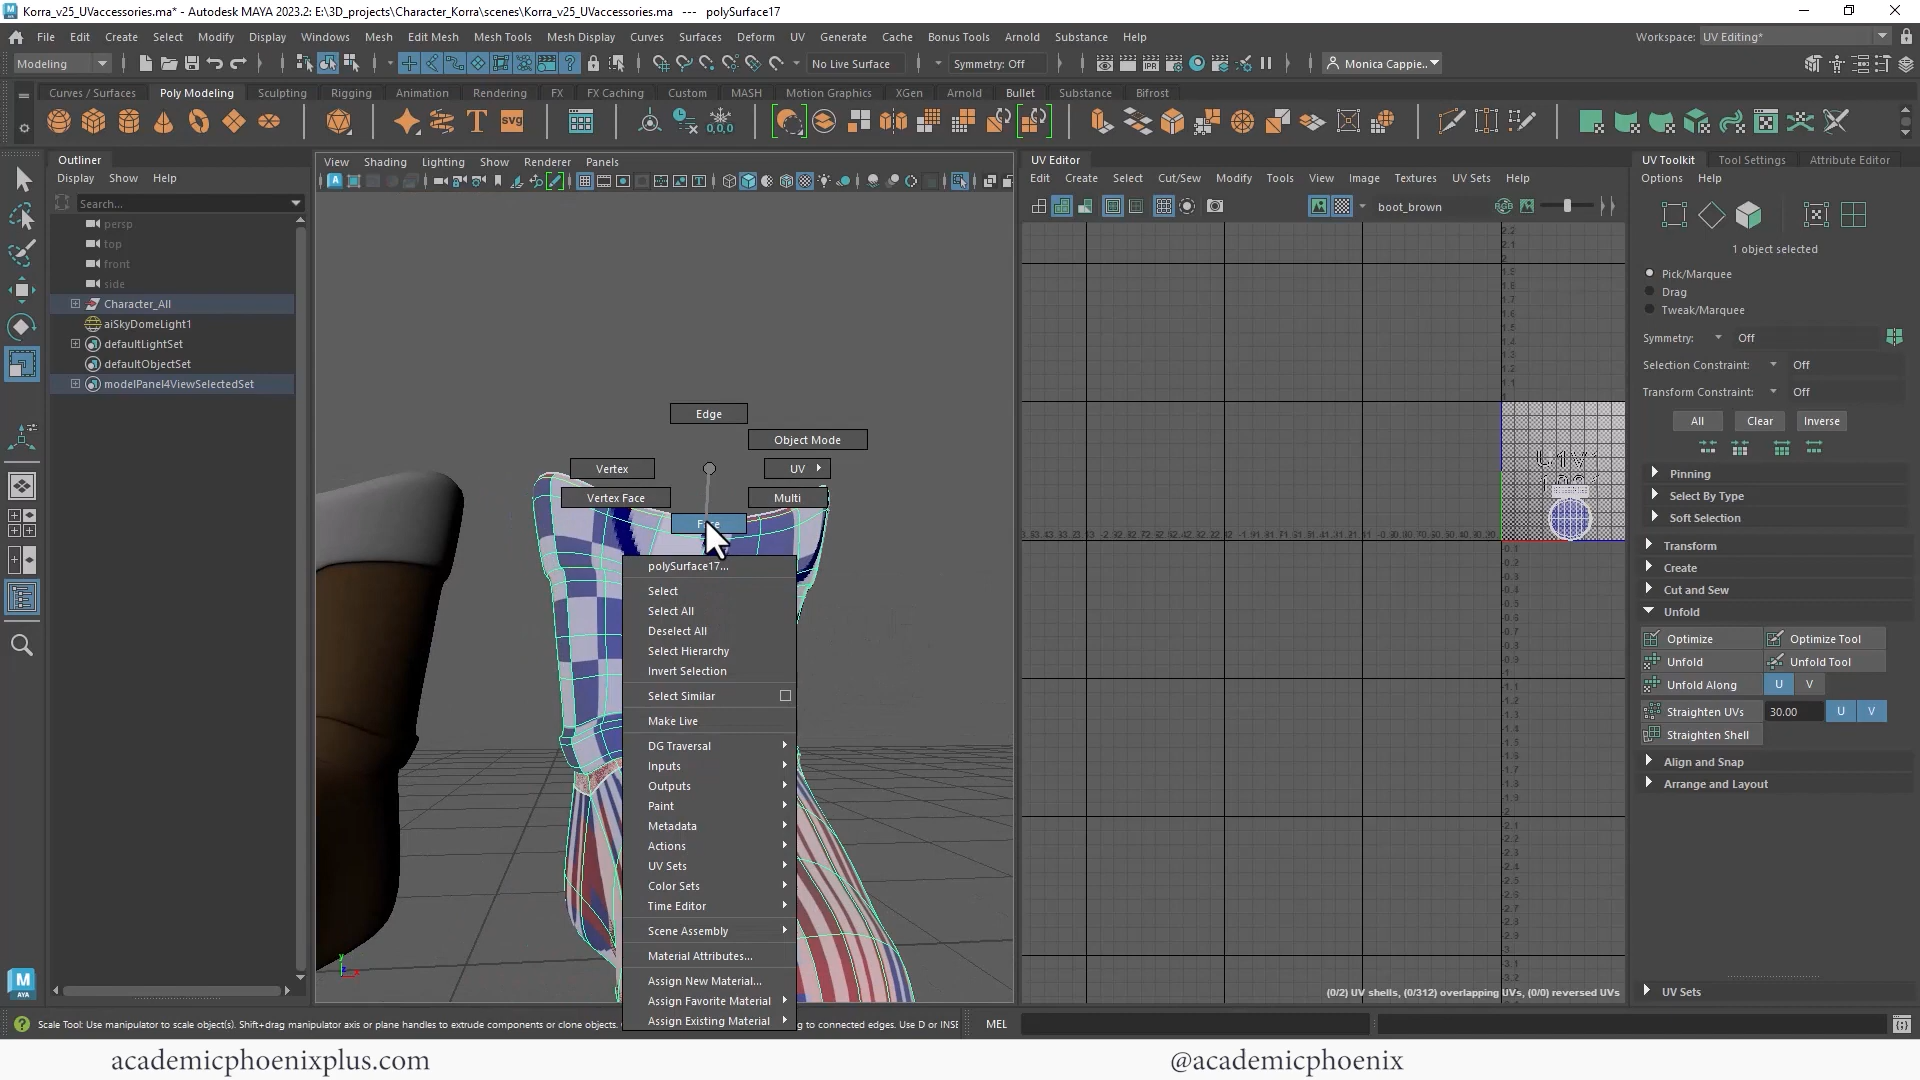 Korra_v25_UVaccessories.ma* - Autodesk MAYA 2023.2: E:\3D_projects\Character_Korra\scenes\Korra_v25_UVaccessories.ma --- polySurface17
File Edit Create Select Modify Display Windows Mesh Edit Mesh Mesh Tools Mesh Display Curves Surfaces Deform UV Generate Cache Bonus Tools Arnold Substance Help
Workspace: UV Editing*
Modeling
No Live Surface
Symmetry: Off
Monica Cappie..
Curves / Surfaces Poly Modeling Sculpting Rigging Animation Rendering FX FX Caching Custom MASH Motion Graphics XGen Arnold Bullet Substance Bifrost
Outliner
Display Show Help
Search...
persp
top
front
side
Character_All
aiSkyDomeLight1
defaultLightSet
defaultObjectSet
modelPanel4ViewSelectedSet
View Shading Lighting Show Renderer Panels
Edge
Object Mode
Vertex
UV
Vertex Face
Multi
polySurface17...
Select
Select All
Deselect All
Select Hierarchy
Invert Selection
Select Similar
Make Live
DG Traversal
Inputs
Outputs
Paint
Metadata
Actions
UV Sets
Color Sets
Time Editor
Scene Assembly
Material Attributes...
Assign New Material...
Assign Favorite Material
Assign Existing Material
UV Editor
Edit Create Select Cut/Sew Modify Tools View Image Textures UV Sets Help
boot_brown
(0/2) UV shells, (0/312) overlapping UVs, (0/0) reversed UVs
UV Toolkit Tool Settings Attribute Editor
Options Help
1 object selected
Pick/Marquee
Drag
Tweak/Marquee
Symmetry: Off
Selection Constraint: Off
Transform Constraint: Off
All Clear Inverse
Pinning
Select By Type
Soft Selection
Transform
Create
Cut and Sew
Unfold
Optimize Optimize Tool
Unfold Unfold Tool
Unfold Along U V
Straighten UVs 30.00 U V
Straighten Shell
Align and Snap
Arrange and Layout
UV Sets
Scale Tool: Use manipulator to scale object(s). Shift+drag manipulator axis or plane handles to extrude components or clone objects.
g to connected edges. Use D or INSE
MEL
academicphoenixplus.com
@academicphoenix